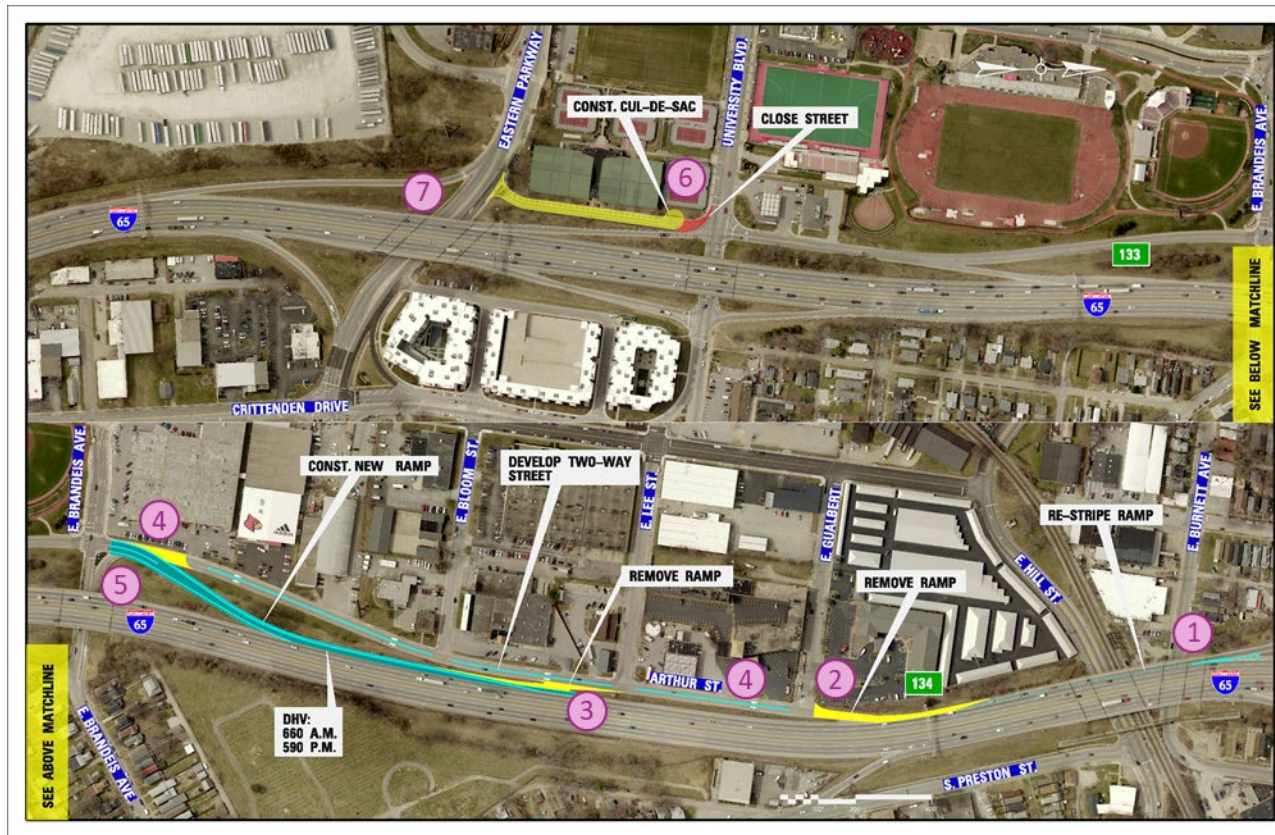 EASTERN PARKWAY
UNIVERSITY BLVD.
E. BRANDEIS AVE.
CONST. CUL-DE-SAC
CLOSE STREET
6
7
65
133
65
SEE BELOW MATCHLINE
CRITTENDEN DRIVE
E. BRANDEIS AVE.
CONST. NEW RAMP
E. BLOOM ST.
DEVELOP TWO-WAY
STREET
E. LEE ST.
E. GUALBERT
E. HILL ST.
RE-STRIPE RAMP
E. BURNETT AVE.
4
REMOVE RAMP
REMOVE RAMP
5
65
1
ARTHUR ST.
4
2
134
65
3
SEE ABOVE MATCHLINE
E. BRANDEIS AVE.
DHV:
660 A.M.
590 P.M.
S. PRESTON ST.